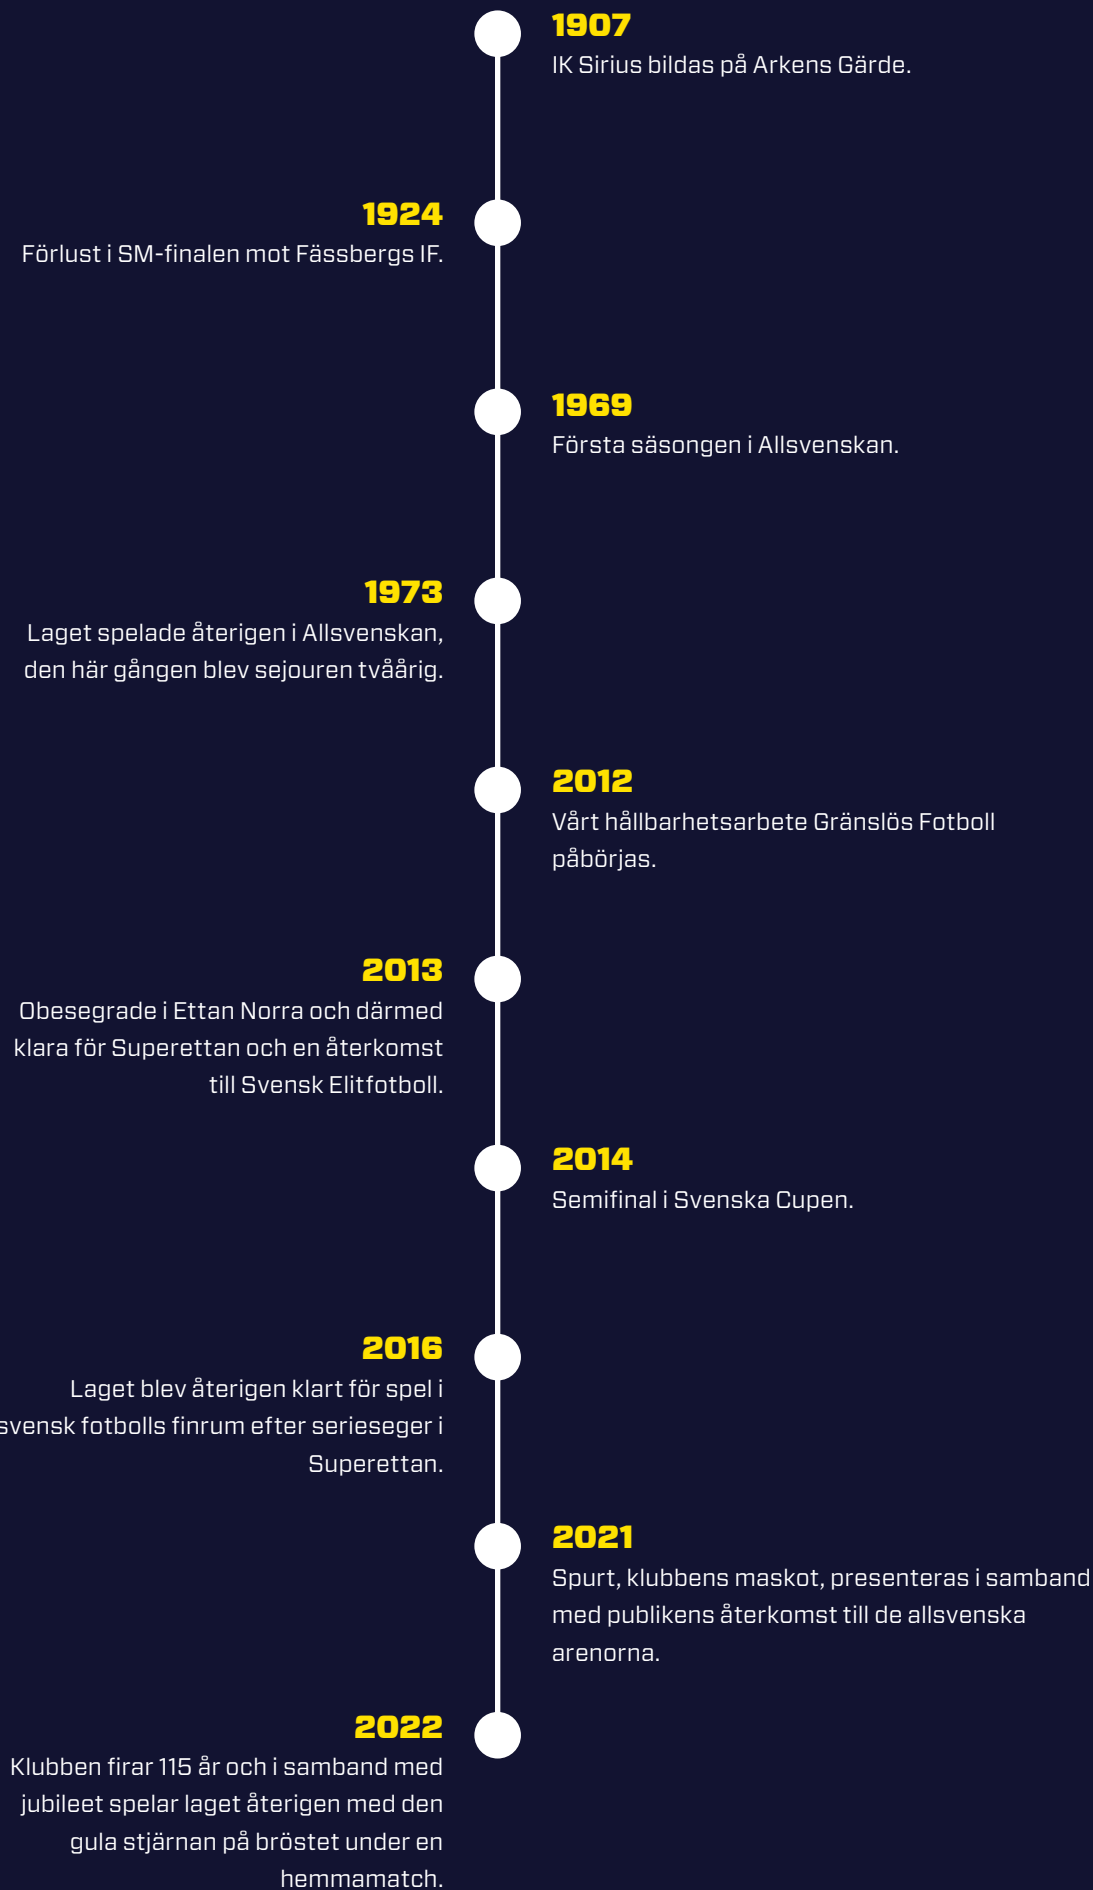 1907
IK Sirius bildas på Arkens Gärde.
1924
Förlust i SM-finalen mot Fässbergs IF.
1969
Första säsongen i Allsvenskan.
1973
Laget spelade återigen i Allsvenskan,
den här gången blev sejouren tvåårig.
2012
Vårt hållbarhetsarbete Gränslös Fotboll
påbörjas.
2013
Obesegrade i Ettan Norra och därmed
klara för Superettan och en återkomst
till Svensk Elitfotboll.
2014
Semifinal i Svenska Cupen.
2016
Laget blev återigen klart för spel i
svensk fotbolls finrum efter serieseger i
Superettan.
2021
Spurt, klubbens maskot, presenteras i samband
med publikens återkomst till de allsvenska
arenorna.
2022
Klubben firar 115 år och i samband med
jubileet spelar laget återigen med den
gula stjärnan på bröstet under en
hemmamatch.